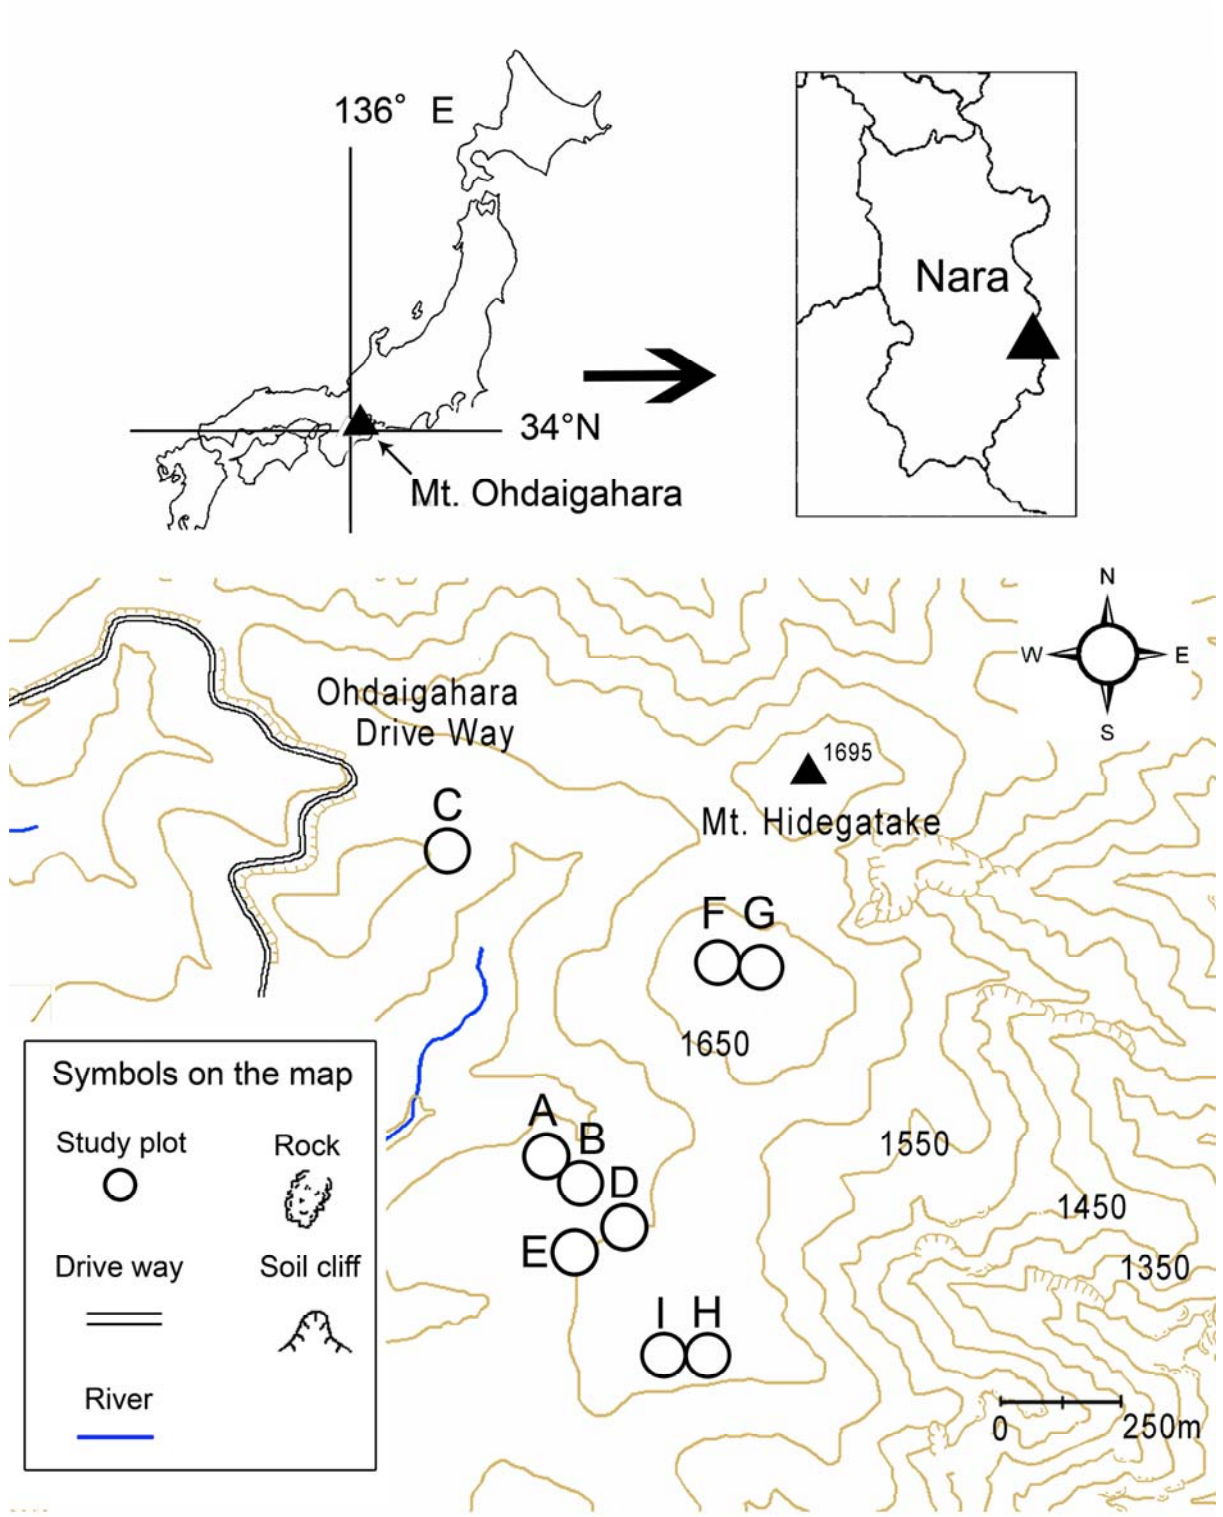 136° E
Nara
34°N
Mt. Ohdaigahara
N
W
E
S
Ohdaigahara
Drive Way
1695
Mt. Hidegatake
C
F
G
1650
Symbols on the map
Study plot
Rock
Drive way
Soil cliff
River
A
B
D
E
I
H
1550
1450
1350
0
250m